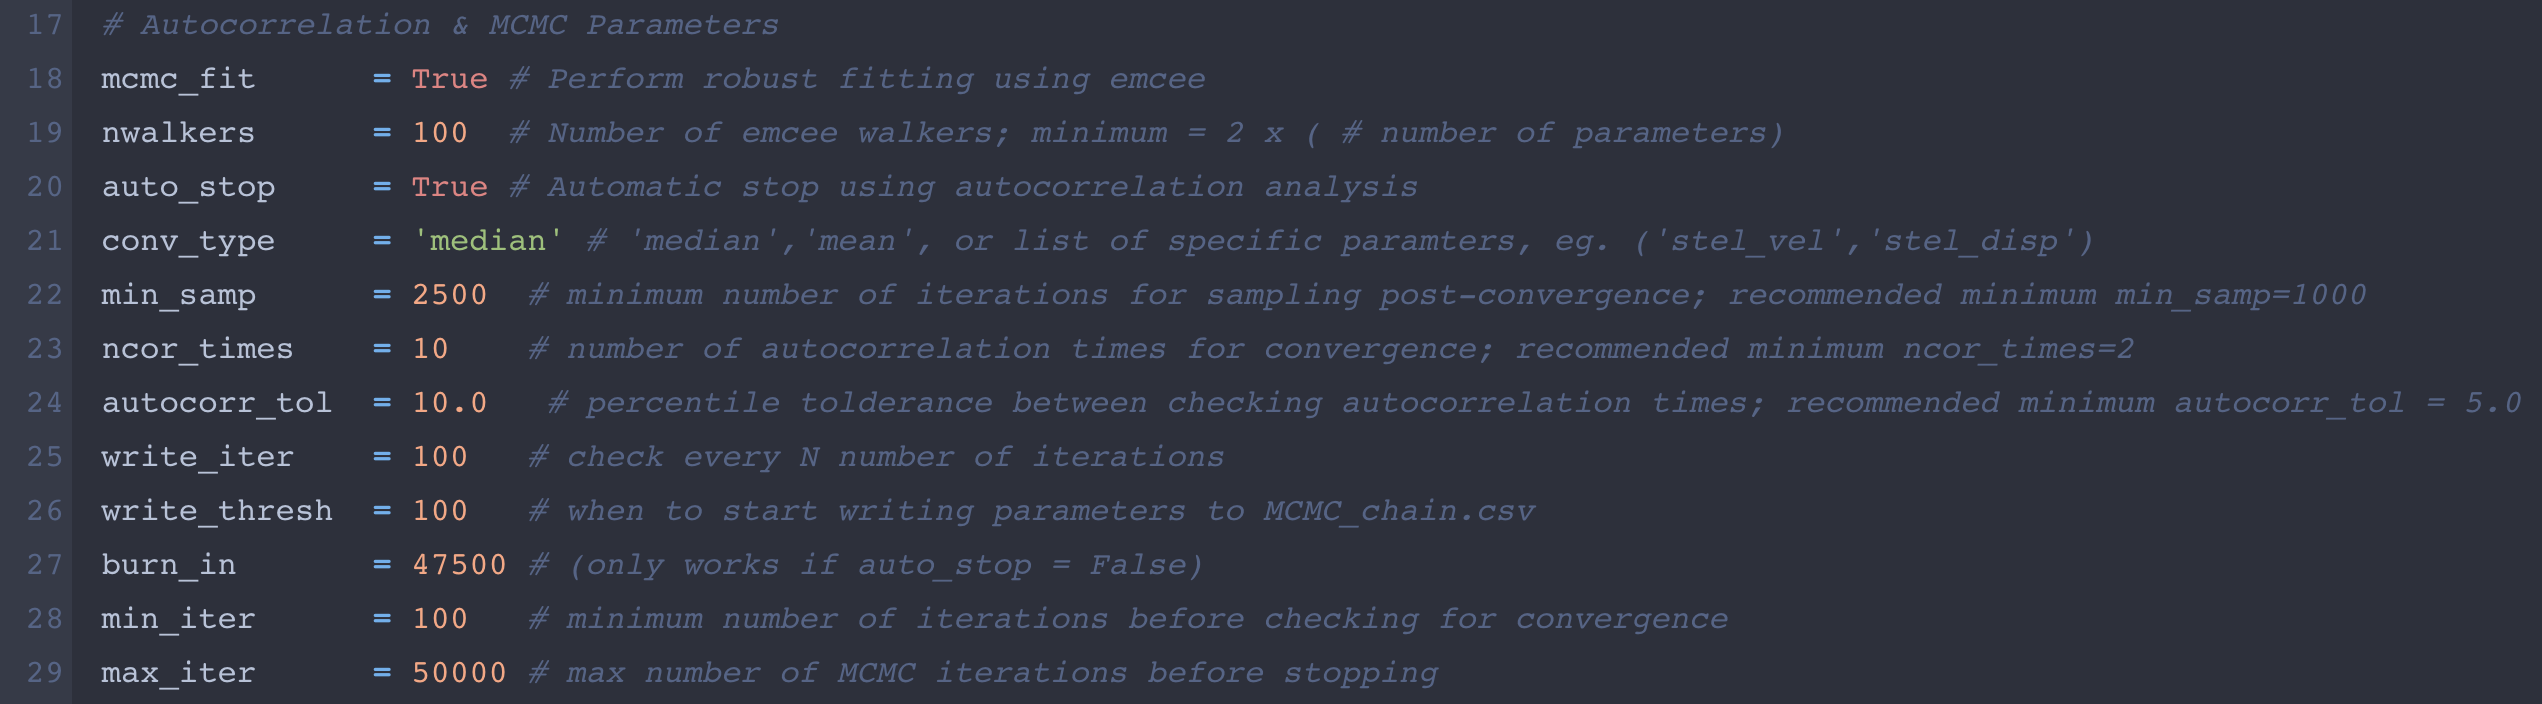 17 # Autocorrelation & MCMC Parameters
18 mcmc_fit      = True # Perform robust fitting using emcee
19 nwalkers      = 100  # Number of emcee walkers; minimum = 2 x ( # number of parameters)
20 auto_stop     = True # Automatic stop using autocorrelation analysis
21 conv_type     = 'median' # 'median','mean', or list of specific paramters, eg. ('stel_vel','stel_disp')
22 min_samp      = 2500  # minimum number of iterations for sampling post-convergence; recommended minimum min_samp=1000
23 ncor_times    = 10    # number of autocorrelation times for convergence; recommended minimum ncor_times=2
24 autocorr_tol  = 10.0   # percentile tolderance between checking autocorrelation times; recommended minimum autocorr_tol = 5.0
25 write_iter    = 100   # check every N number of iterations
26 write_thresh  = 100   # when to start writing parameters to MCMC_chain.csv
27 burn_in       = 47500 # (only works if auto_stop = False)
28 min_iter      = 100   # minimum number of iterations before checking for convergence
29 max_iter      = 50000 # max number of MCMC iterations before stopping